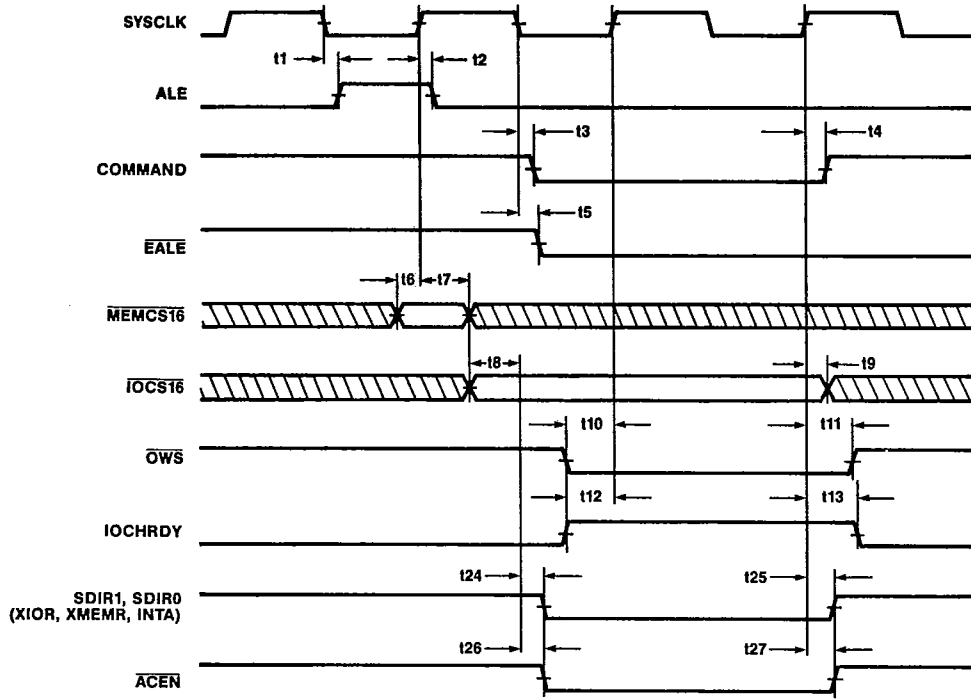 SYSCLK
t1 t2
ALE
t3 t4
COMMAND
t5
EALE
t6 t7
MEMCS16
t8 t9
IOCS16
t10 t11
OWS
t12 t13
IOCHRDY
t24 t25
SDIR1, SDIR0
(XIOR, XMEMR, INTA)
t26 t27
ACEN